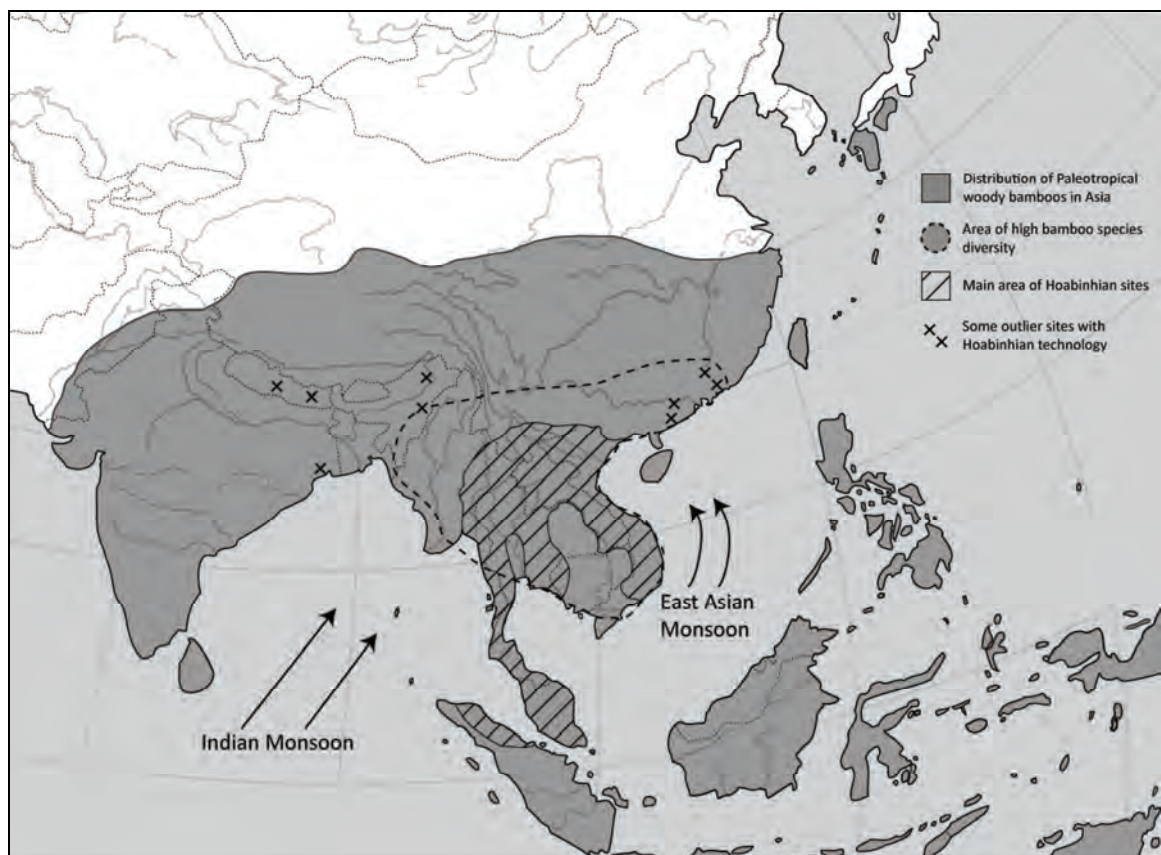 Distribution of Paleotropical
woody bamboos in Asia
Area of high bamboo species
diversity
Main area of Hoabinhian sites
Some outlier sites with
Hoabinhian technology
East Asian
Monsoon
Indian Monsoon